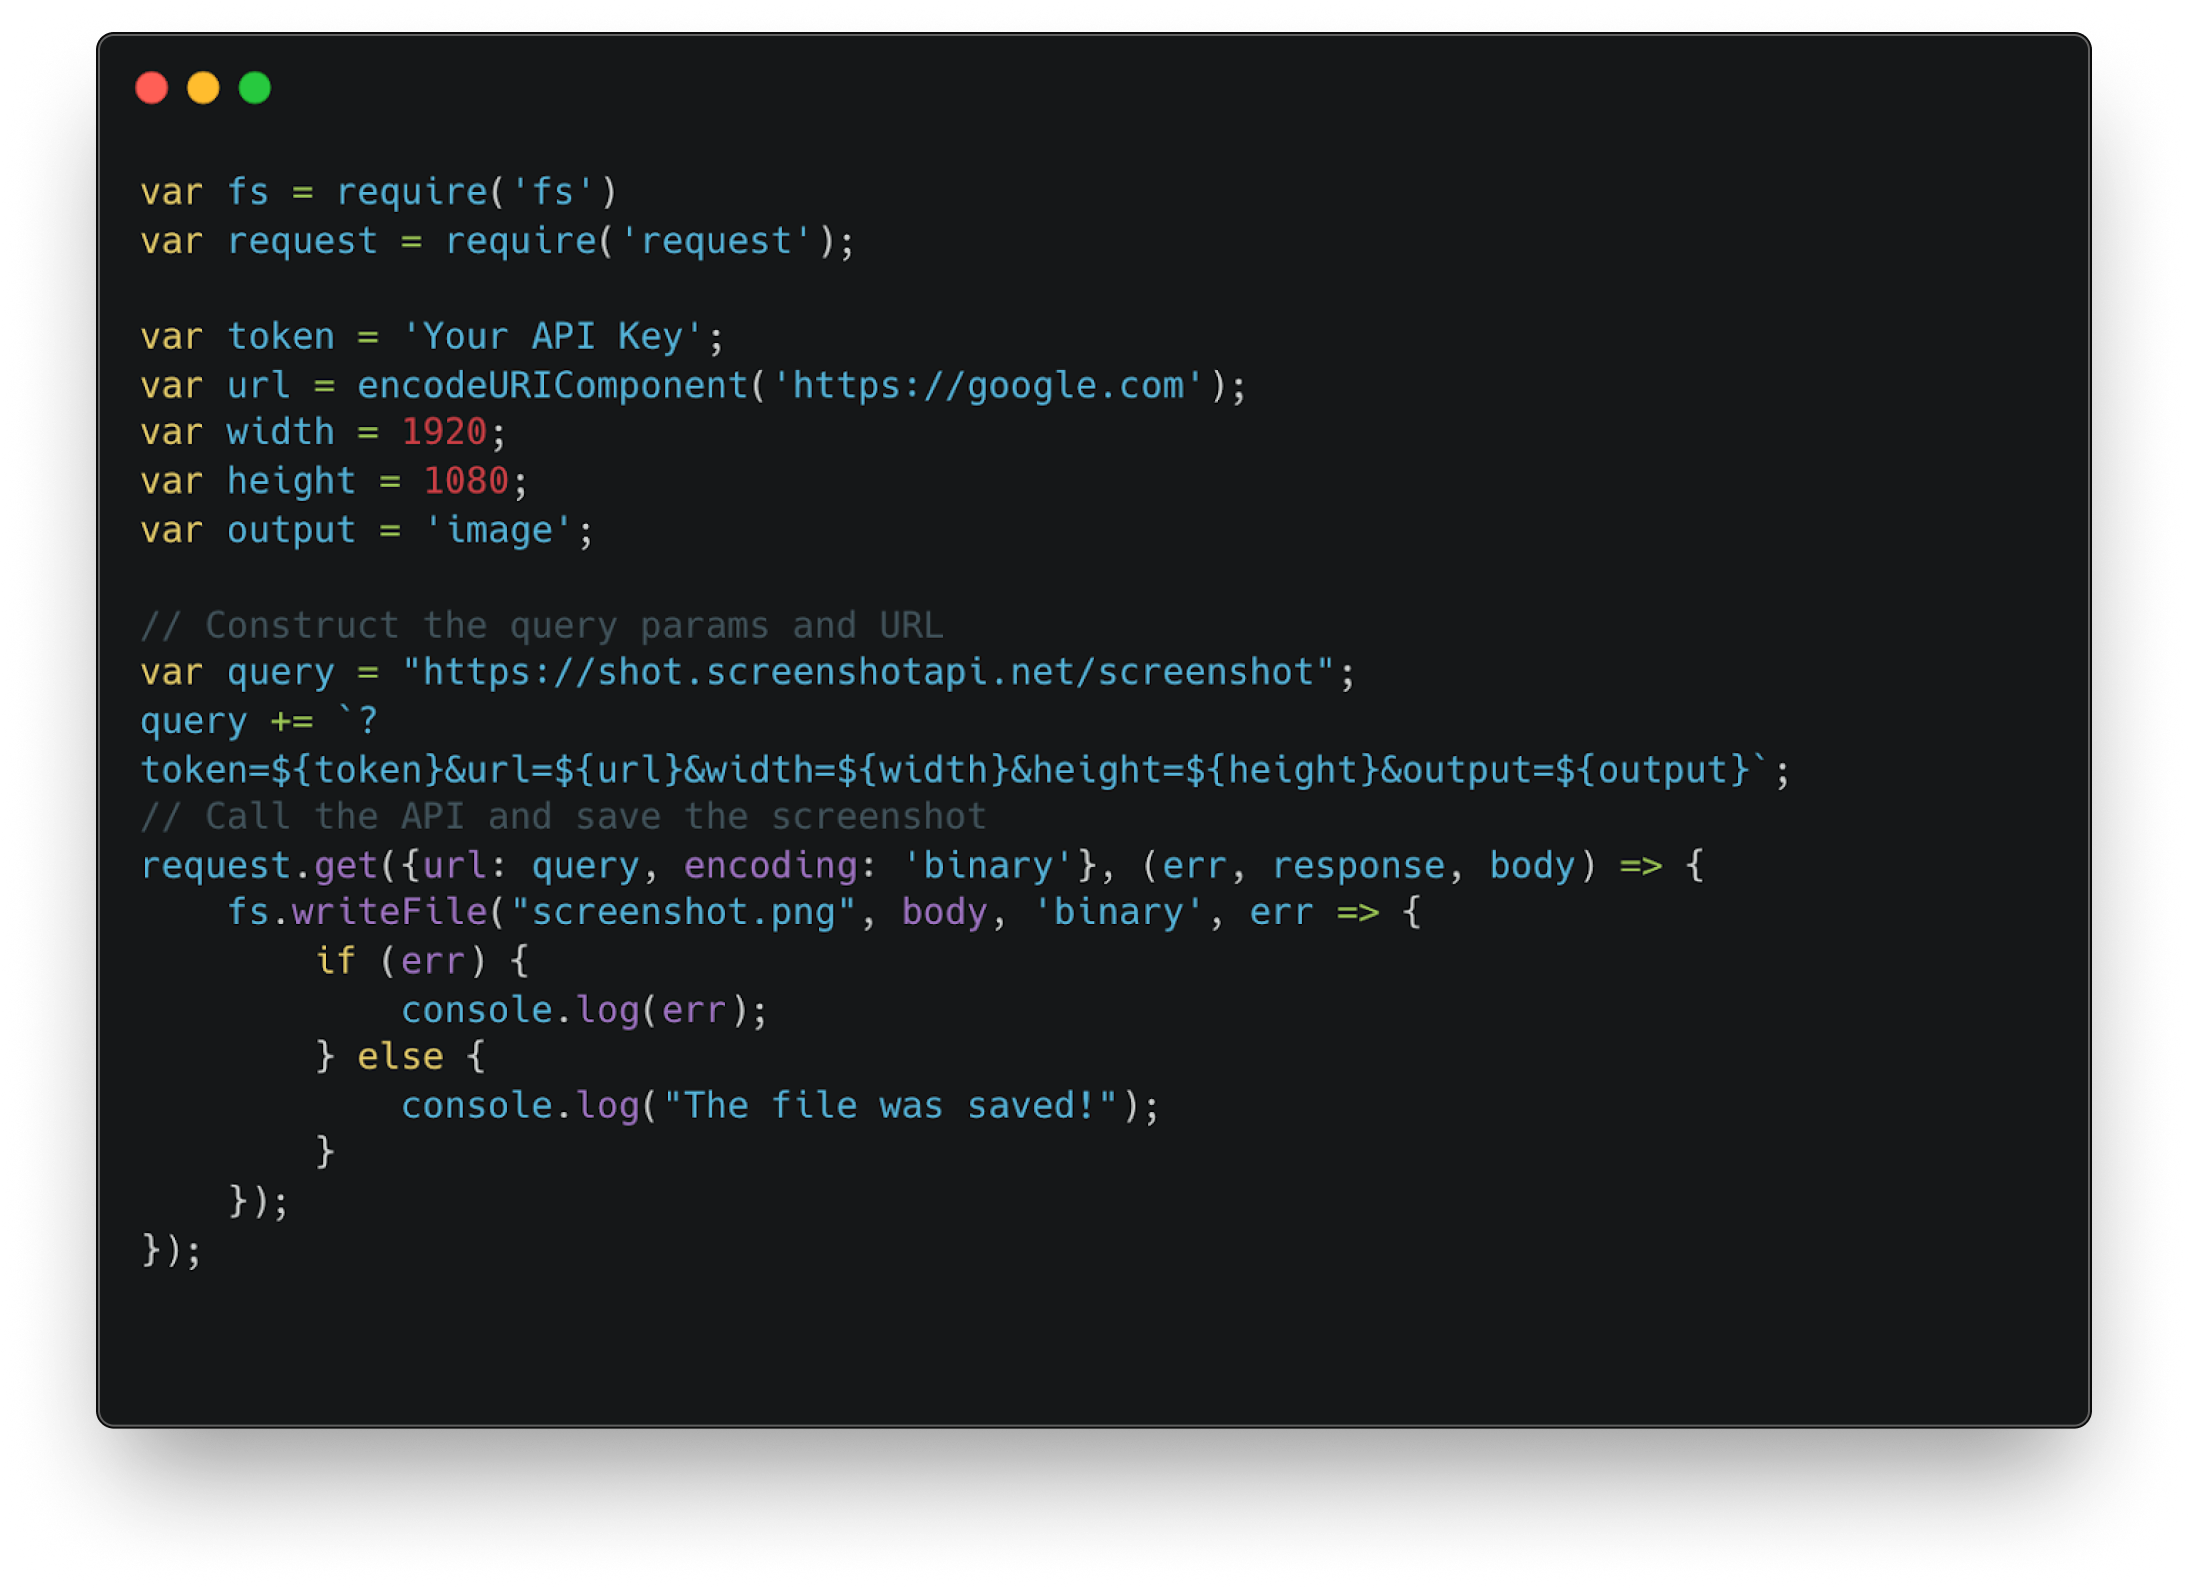 var fs = require('fs')
var request = require('request');
var token = 'Your API Key';
var url = encodeURIComponent('https://google.com');
var width = 1920;
var height = 1080;
var output = 'image';
// Construct the query params and URL
var query = "https://shot.screenshotapi.net/screenshot";
query += `?
token=${token}&url=${url}&width=${width}&height=${height}&output=${output}`;
// Call the API and save the screenshot
request.get({url: query, encoding: 'binary'}, (err, response, body) => {
    fs.writeFile("screenshot.png", body, 'binary', err => {
        if (err) {
            console.log(err);
        } else {
            console.log("The file was saved!");
        }
    });
});